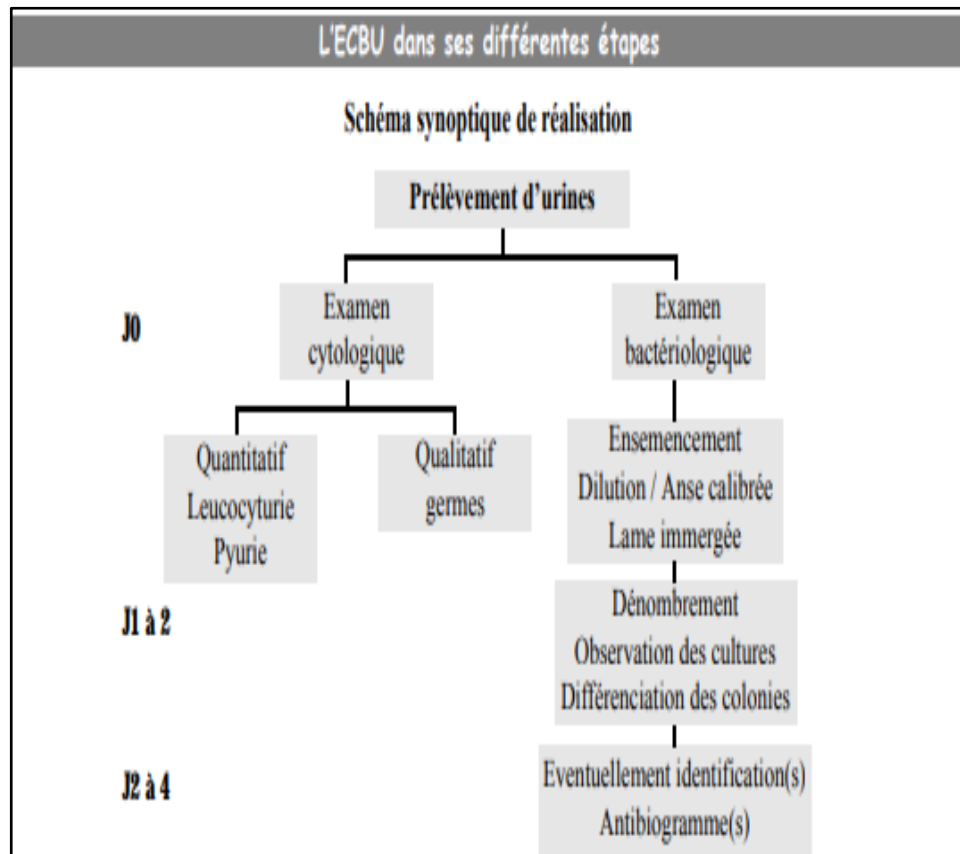 L'ECBU dans ses différentes étapes
Schéma synoptique de réalisation
Prélèvement d'urines
J0
Examen
cytologique
Examen
bactériologique
Quantitatif
Leucocyturie
Pyurie
Qualitatif
germes
Ensemencement
Dilution / Anse calibrée
Lame immergée
J1 à 2
Dénombrement
Observation des cultures
Différenciation des colonies
J2 à 4
Eventuellement identification(s)
Antibiogramme(s)